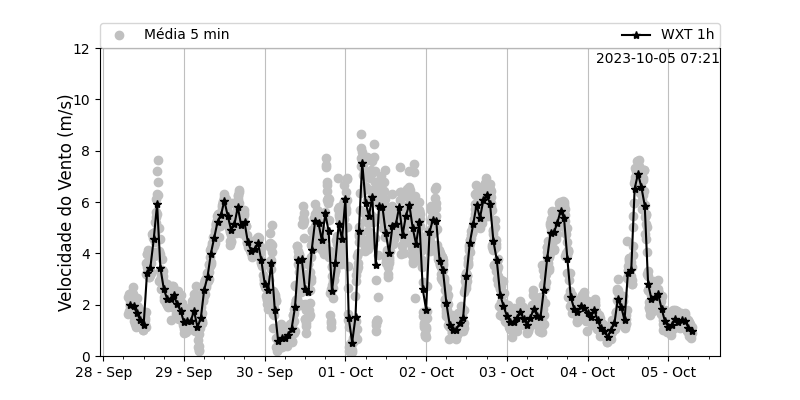 Média 5 min
WXT 1h
2023-10-05 07:21
Velocidade do Vento (m/s)
12
10
8
6
4
2
0
28 - Sep
29 - Sep
30 - Sep
01 - Oct
02 - Oct
03 - Oct
04 - Oct
05 - Oct